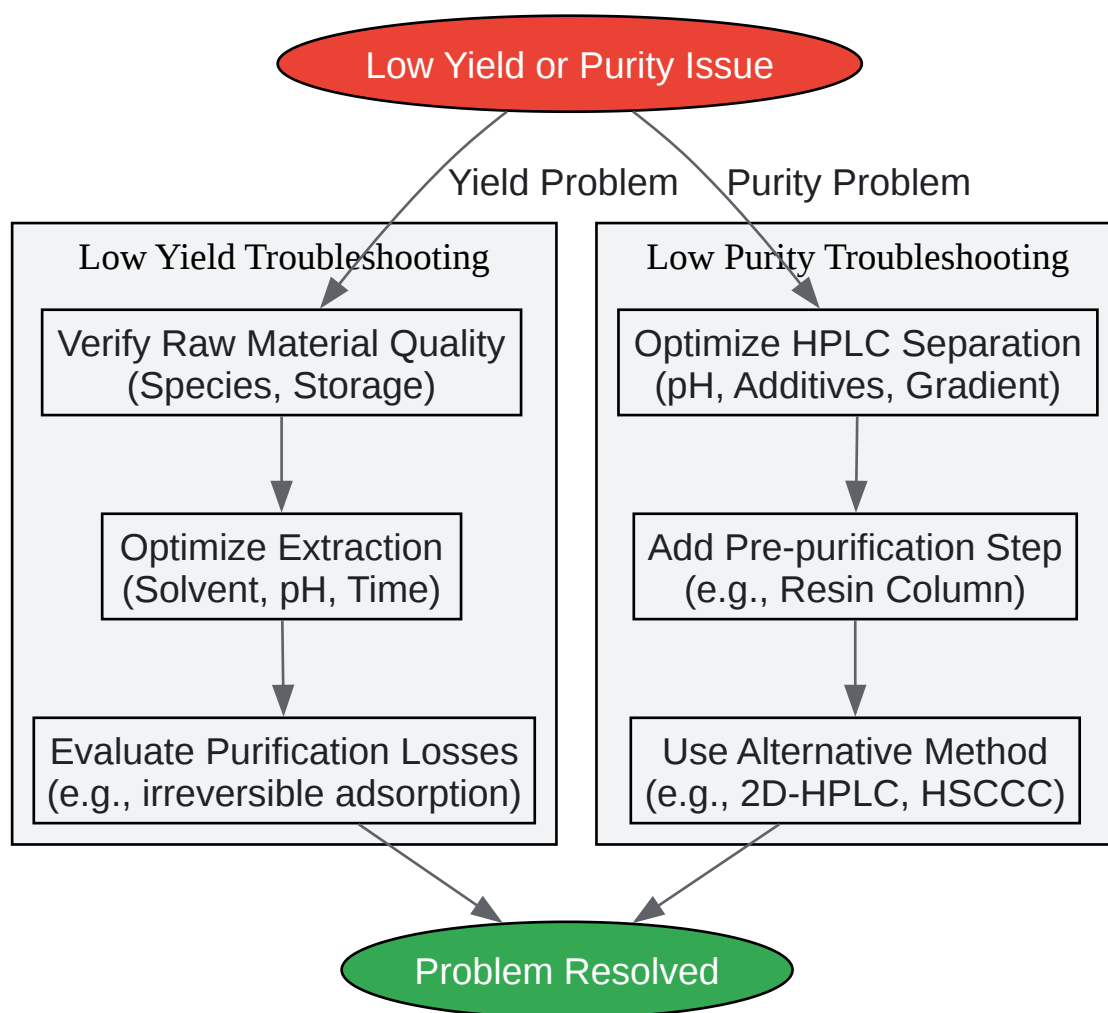 Low Yield or Purity Issue
Yield Problem
Purity Problem
Low Yield Troubleshooting
Verify Raw Material Quality
(Species, Storage)
Optimize Extraction
(Solvent, pH, Time)
Evaluate Purification Losses
(e.g., irreversible adsorption)
Low Purity Troubleshooting
Optimize HPLC Separation
(pH, Additives, Gradient)
Add Pre-purification Step
(e.g., Resin Column)
Use Alternative Method
(e.g., 2D-HPLC, HSCCC)
Problem Resolved